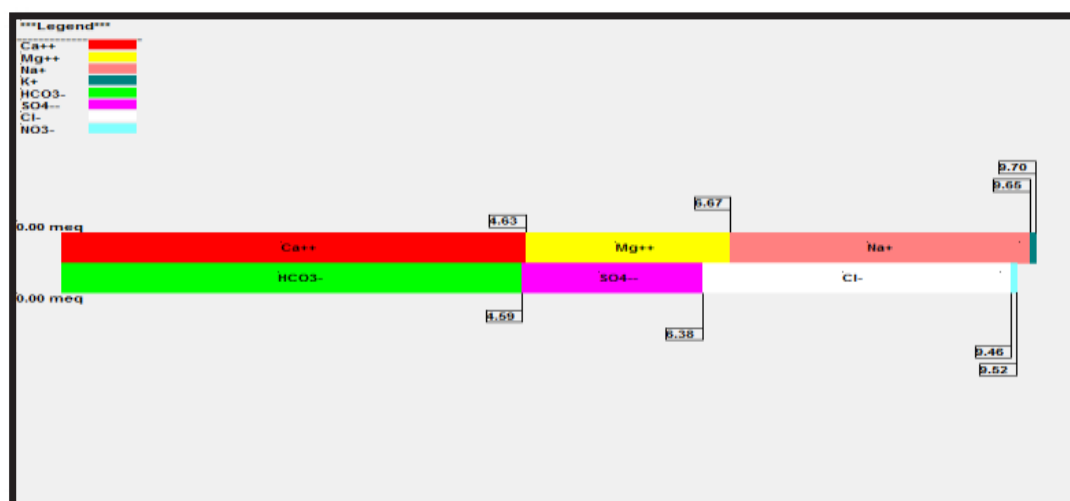 ***Legend***
Ca++
Mg++
Na+
K+
HCO3-
SO4--
Cl-
NO3-
9.70
9.65
6.67
4.63
0.00 meq
Ca++ Mg++ Na+
HCO3- SO4-- Cl-
0.00 meq
4.59
6.38
9.46
9.52